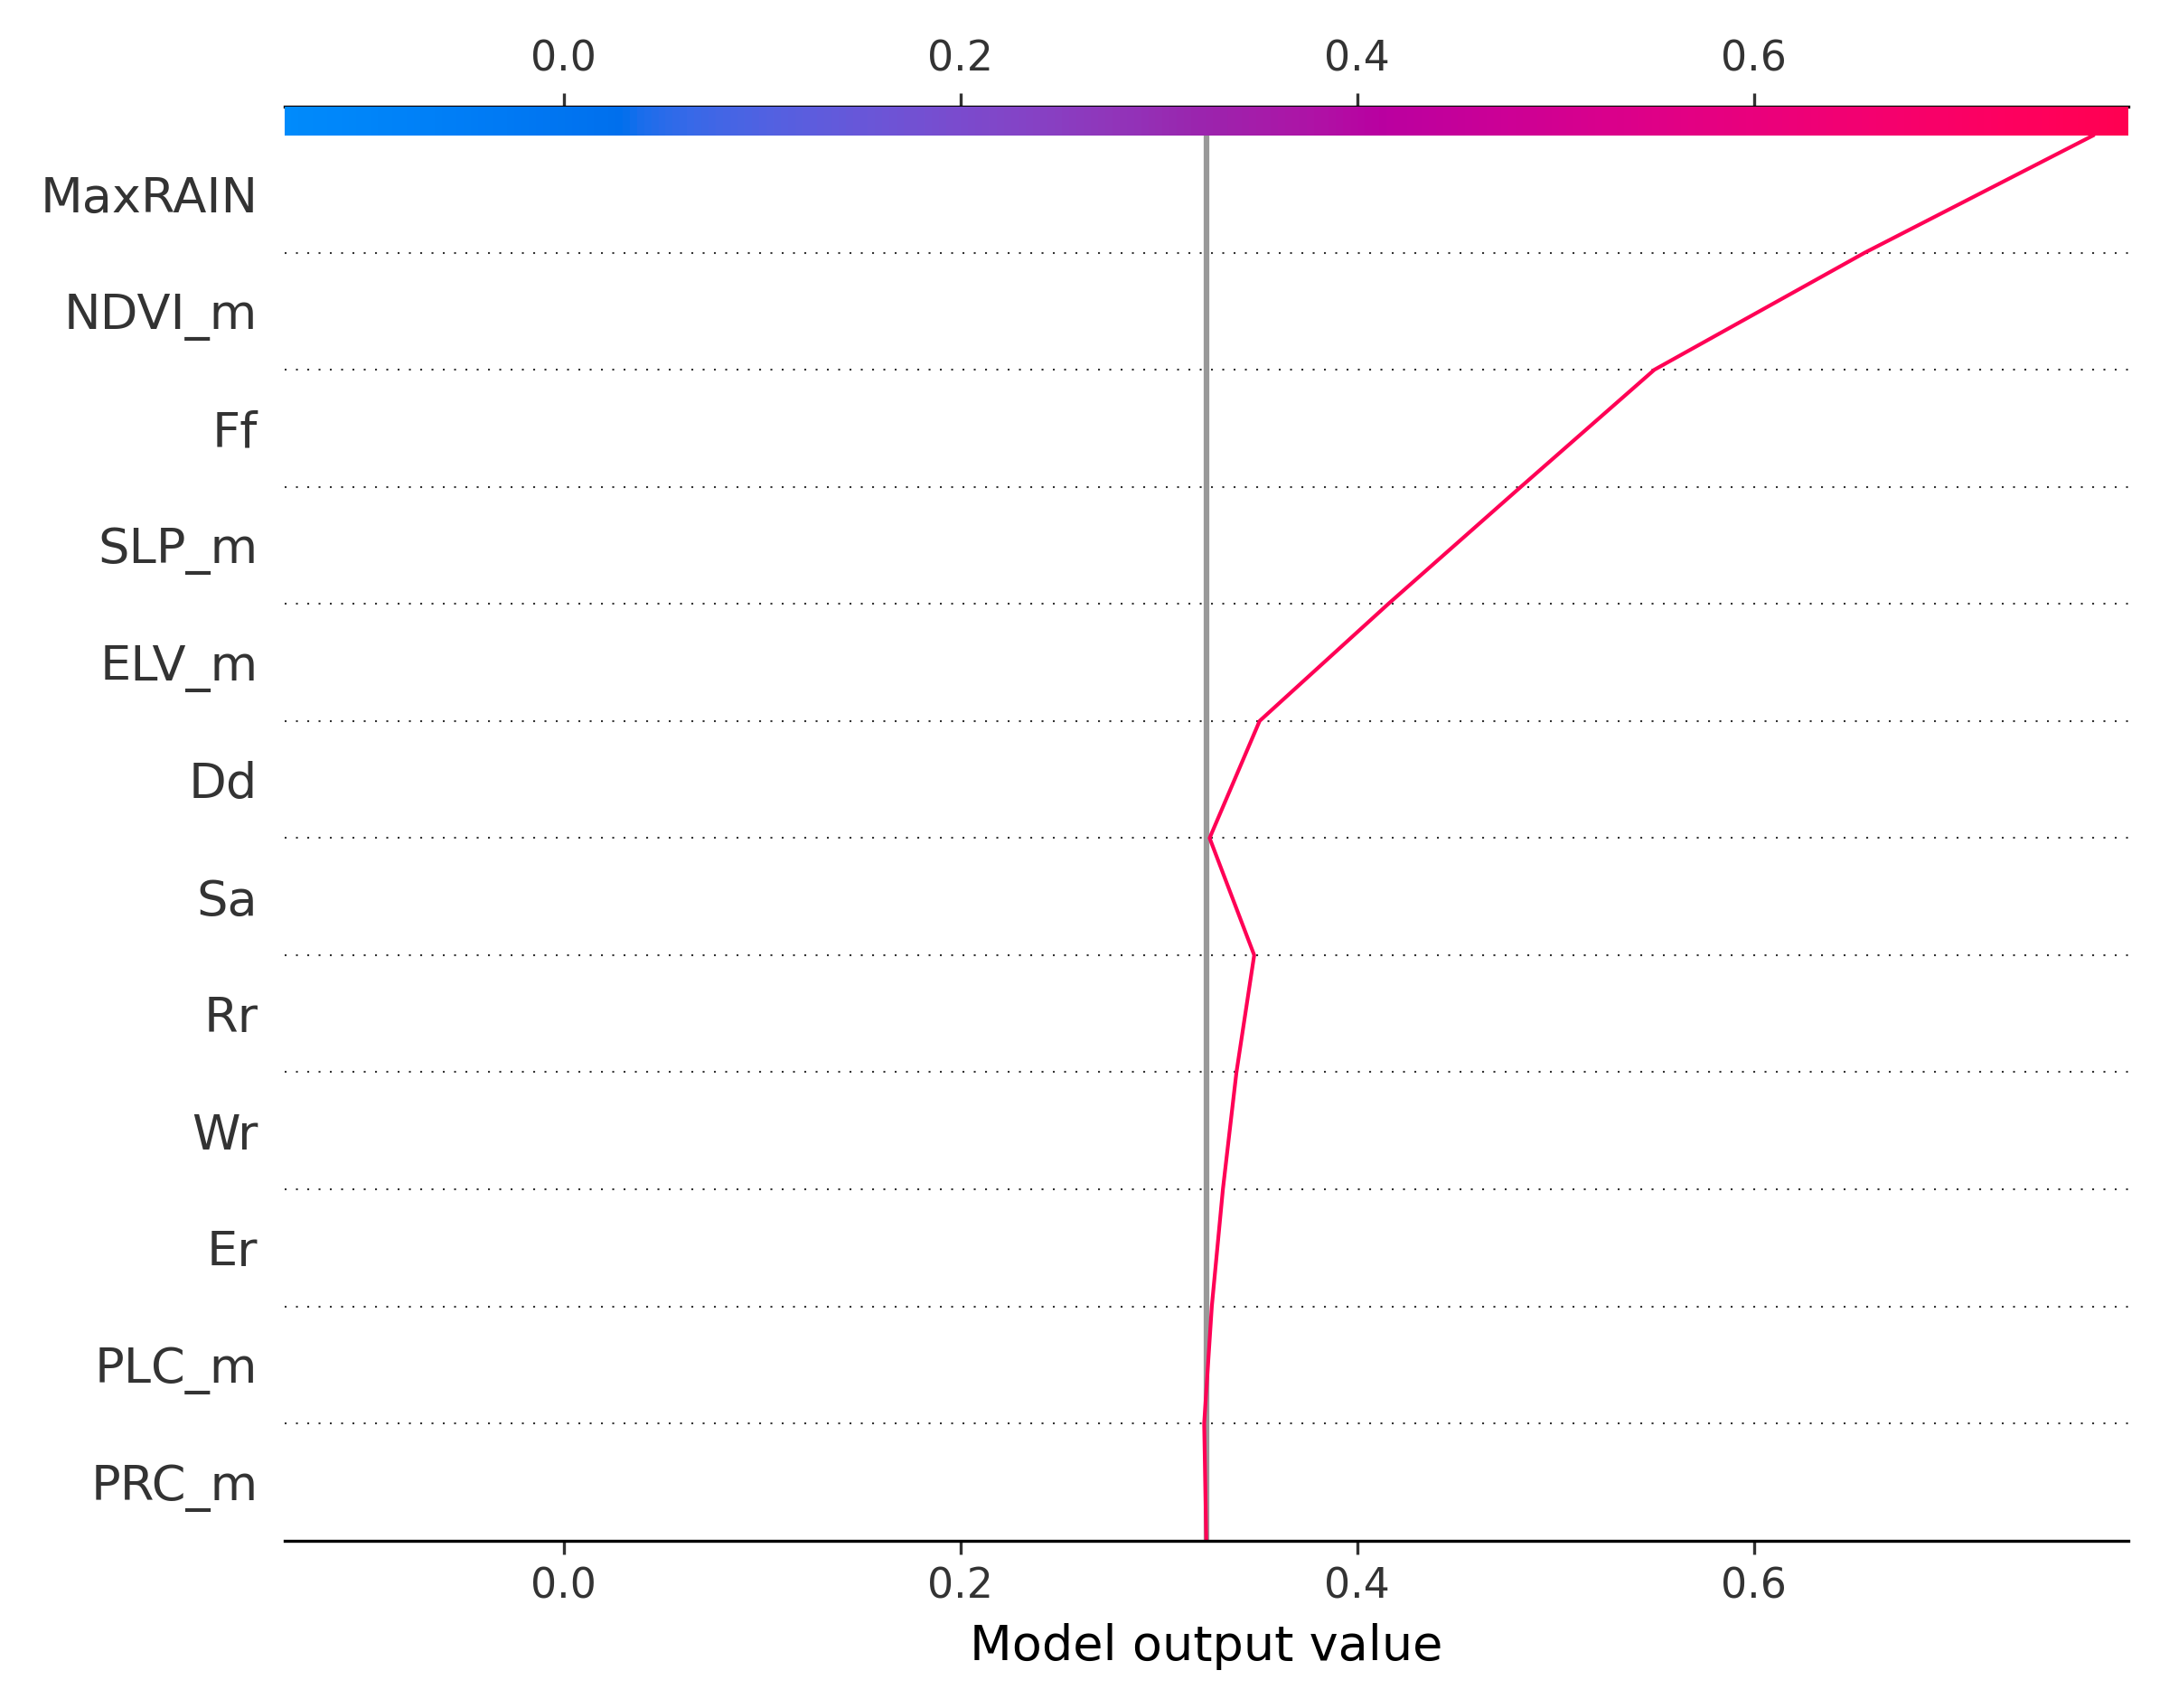 0.0 0.2 0.4 0.6
MaxRAIN
NDVI_m
Ff
SLP_m
ELV_m
Dd
Sa
Rr
Wr
Er
PLC_m
PRC_m
0.0 0.2 0.4 0.6
Model output value